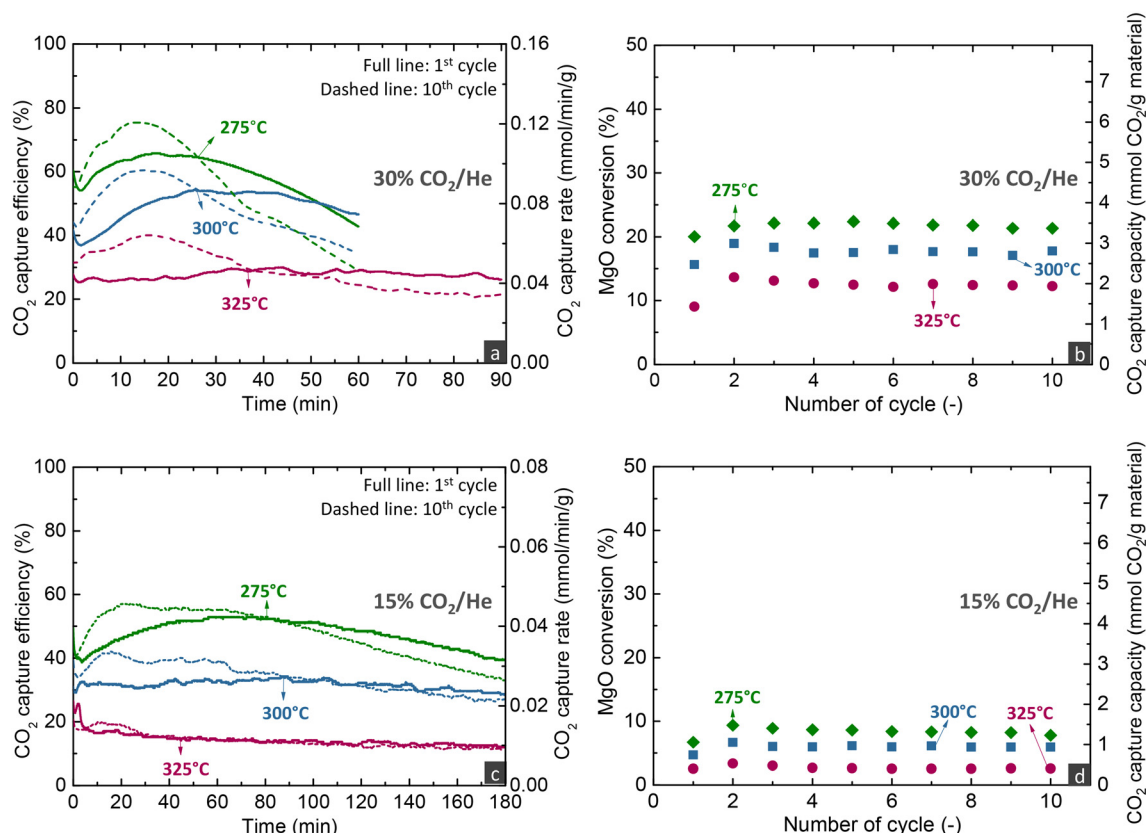 100
80
60
40
20
0
CO₂ capture efficiency (%)
0.16
0.12
0.08
0.04
0.00
CO₂ capture rate (mmol/min/g)
Full line: 1st cycle
Dashed line: 10th cycle
275°C
30% CO₂/He
300°C
325°C
a
0 10 20 30 40 50 60 70 80 90
Time (min)
50
40
30
20
10
0
MgO conversion (%)
7
6
5
4
3
2
1
0
CO₂ capture capacity (mmol CO₂/g material)
30% CO₂/He
275°C
300°C
325°C
b
0 2 4 6 8 10
Number of cycle (-)
100
80
60
40
20
0
CO₂ capture efficiency (%)
0.08
0.06
0.04
0.02
0.00
CO₂ capture rate (mmol/min/g)
Full line: 1st cycle
Dashed line: 10th cycle
275°C
15% CO₂/He
300°C
325°C
c
0 20 40 60 80 100 120 140 160 180
Time (min)
50
40
30
20
10
0
MgO conversion (%)
7
6
5
4
3
2
1
0
CO₂ capture capacity (mmol CO₂/g material)
15% CO₂/He
275°C
300°C
325°C
d
0 2 4 6 8 10
Number of cycle (-)